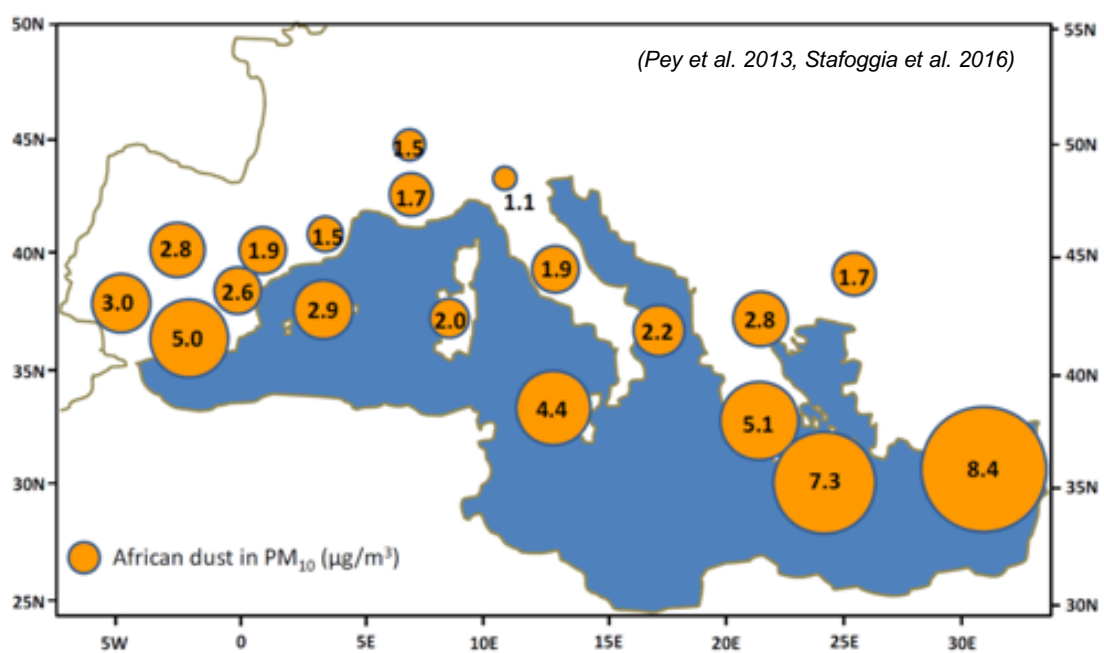 50N
55N
(Pey et al. 2013, Stafoggia et al. 2016)
45N
50N
1.5
1.7
1.1
40N
45N
2.8
1.9
1.5
1.9
1.7
3.0
2.6
2.9
2.0
2.2
2.8
5.0
35N
40N
4.4
5.1
8.4
7.3
30N
35N
African dust in PM₁₀ (µg/m³)
25N
30N
5W 0 5E 10E 15E 20E 25E 30E